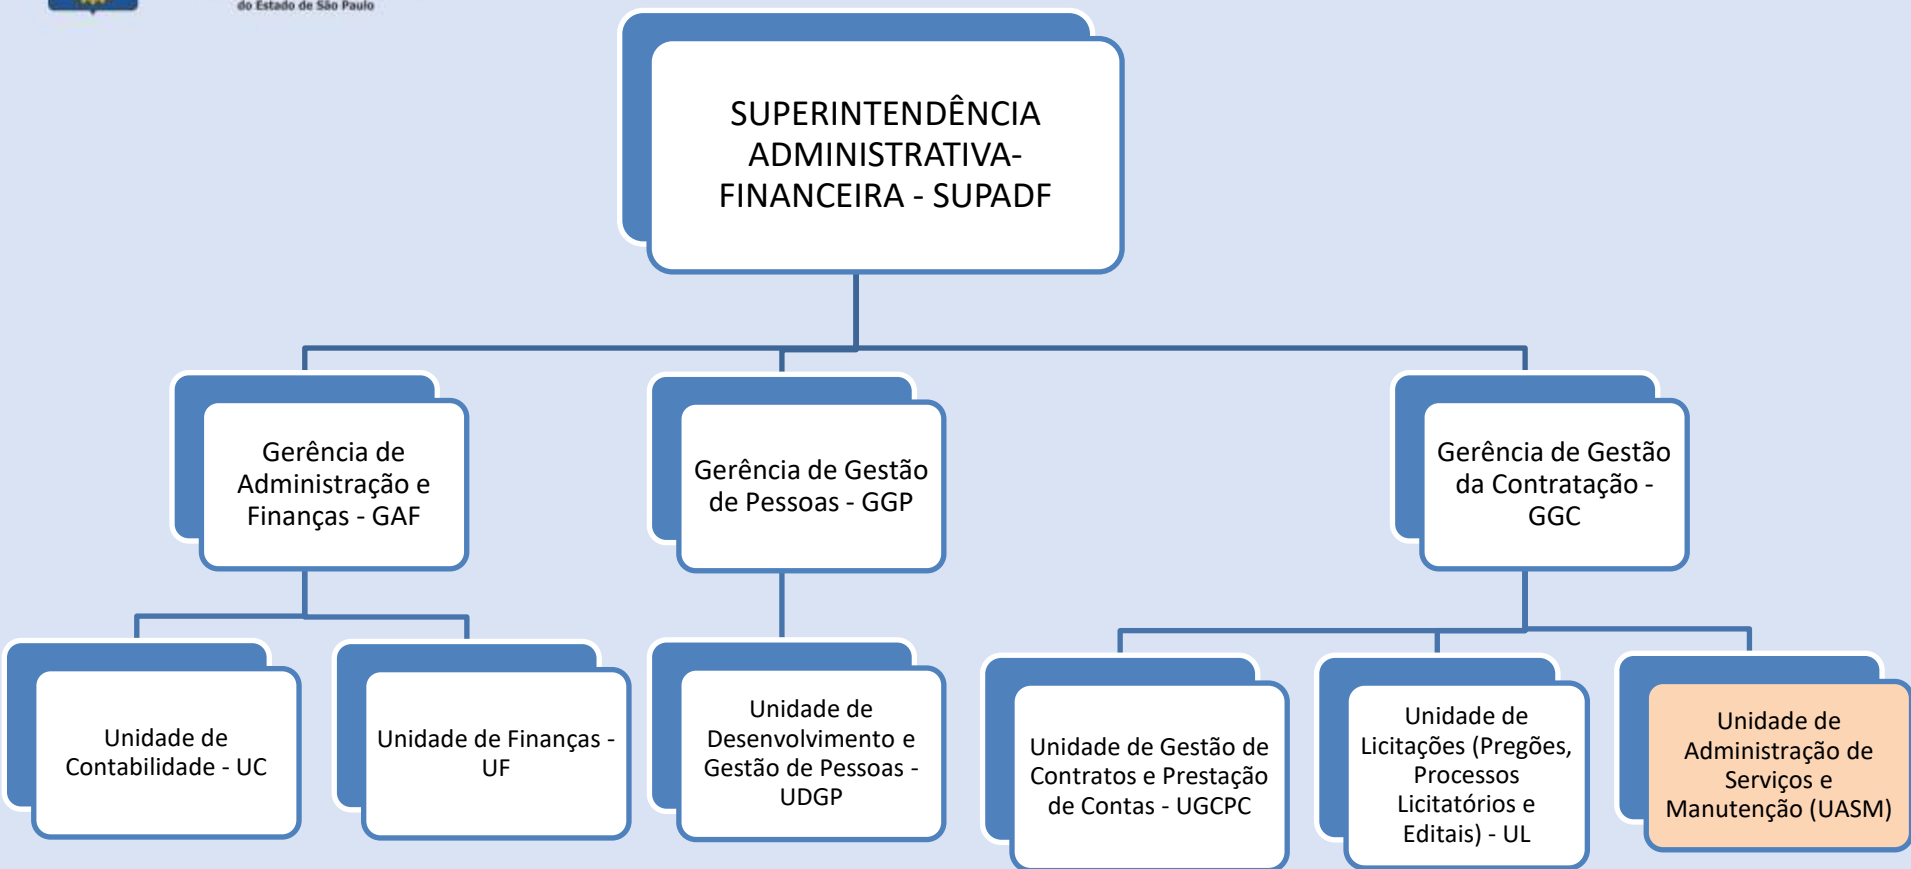 do Estado de São Paulo
SUPERINTENDÊNCIA
ADMINISTRATIVA-
FINANCEIRA - SUPADF
Gerência de
Administração e
Finanças - GAF
Gerência de Gestão
de Pessoas - GGP
Gerência de Gestão
da Contratação -
GGC
Unidade de
Contabilidade - UC
Unidade de Finanças -
UF
Unidade de
Desenvolvimento e
Gestão de Pessoas -
UDGP
Unidade de Gestão de
Contratos e Prestação
de Contas - UGCPC
Unidade de
Licitações (Pregões,
Processos
Licitatórios e
Editais) - UL
Unidade de
Administração de
Serviços e
Manutenção (UASM)